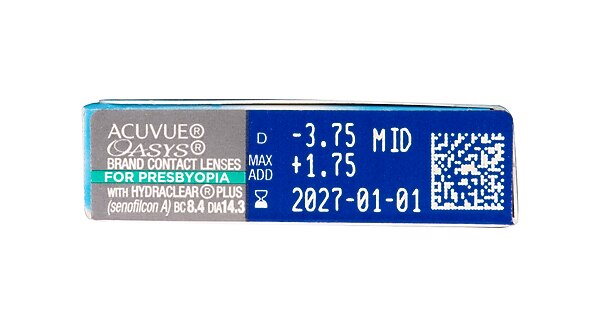 ACUVUE®
OASYS®
BRAND CONTACT LENSES
FOR PRESBYOPIA
WITH HYDRACLEAR® PLUS
(senofilcon A) BC 8.4 DIA 14.3
D -3.75 MID
MAX ADD +1.75
2027-01-01